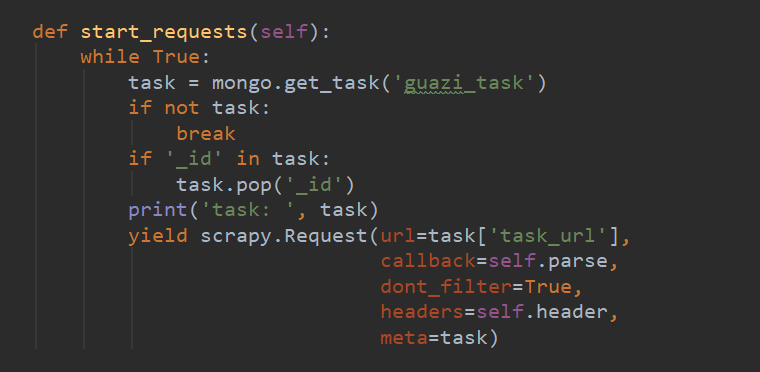 def start_requests(self):
    while True:
        task = mongo.get_task('guazi_task')
        if not task:
            break
        if '_id' in task:
            task.pop('_id')
        print('task: ', task)
        yield scrapy.Request(url=task['task_url'],
                             callback=self.parse,
                             dont_filter=True,
                             headers=self.header,
                             meta=task)